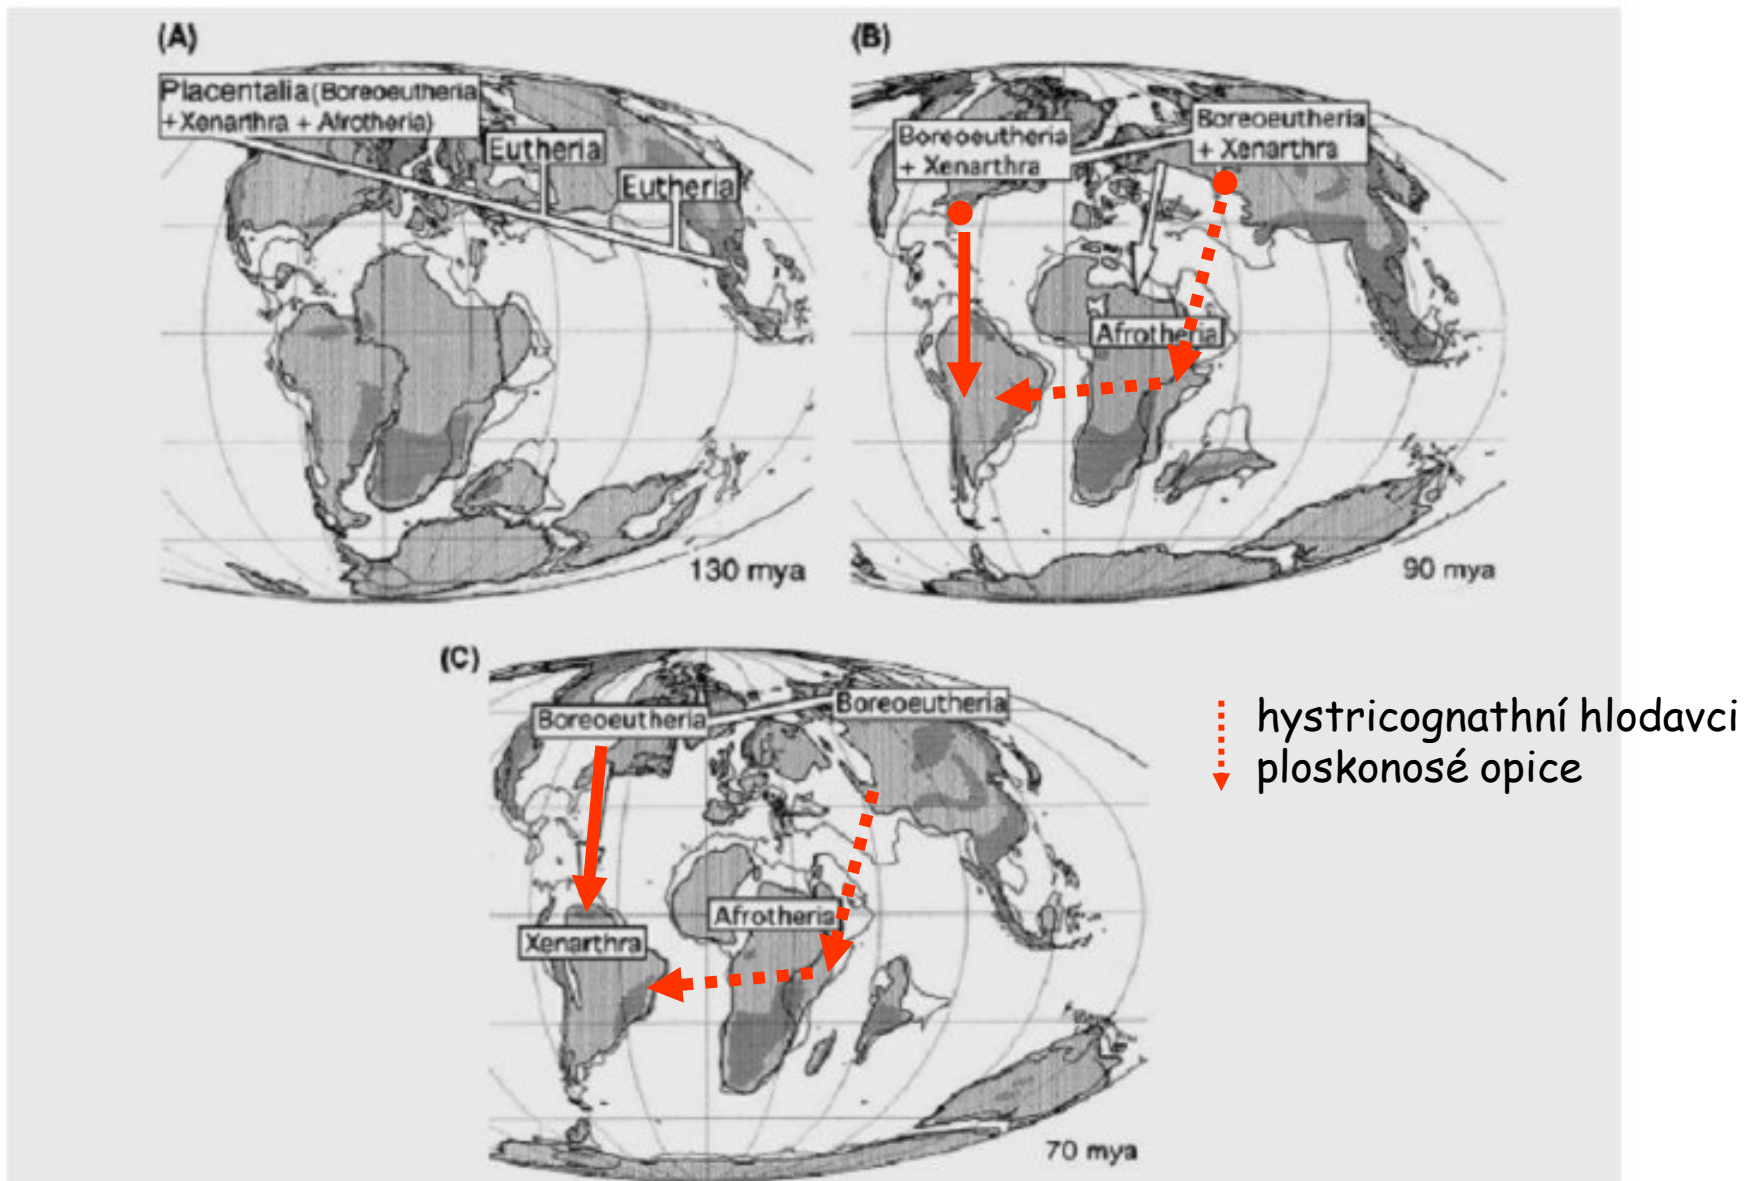 (A)
Placentalia (Boreoeutheria
+Xenarthra + Afrotheria)
Eutheria
Eutheria
130 mya
(B)
Boreoeutheria
+ Xenarthra
Boreoeutheria
+ Xenarthra
Afrotheria
90 mya
(C)
Boreoeutheria
Boreoeutheria
Afrotheria
Xenarthra
70 mya
hystricognathní hlodavci
ploskonosé opice